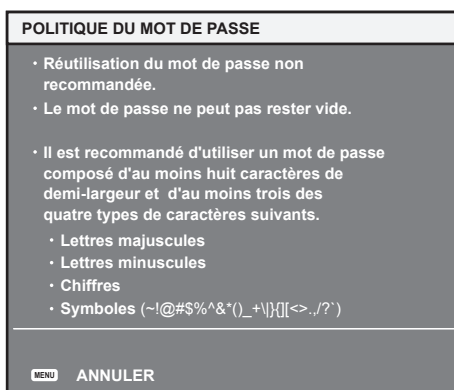 POLITIQUE DU MOT DE PASSE
・Réutilisation du mot de passe non
recommandée.
・Le mot de passe ne peut pas rester vide.
・Il est recommandé d'utiliser un mot de passe
composé d'au moins huit caractères de
demi-largeur et d'au moins trois des
quatre types de caractères suivants.
・Lettres majuscules
・Lettres minuscules
・Chiffres
・Symboles (~!@#$%^&*()_+\|}{][<>.,/?`)
MENU ANNULER